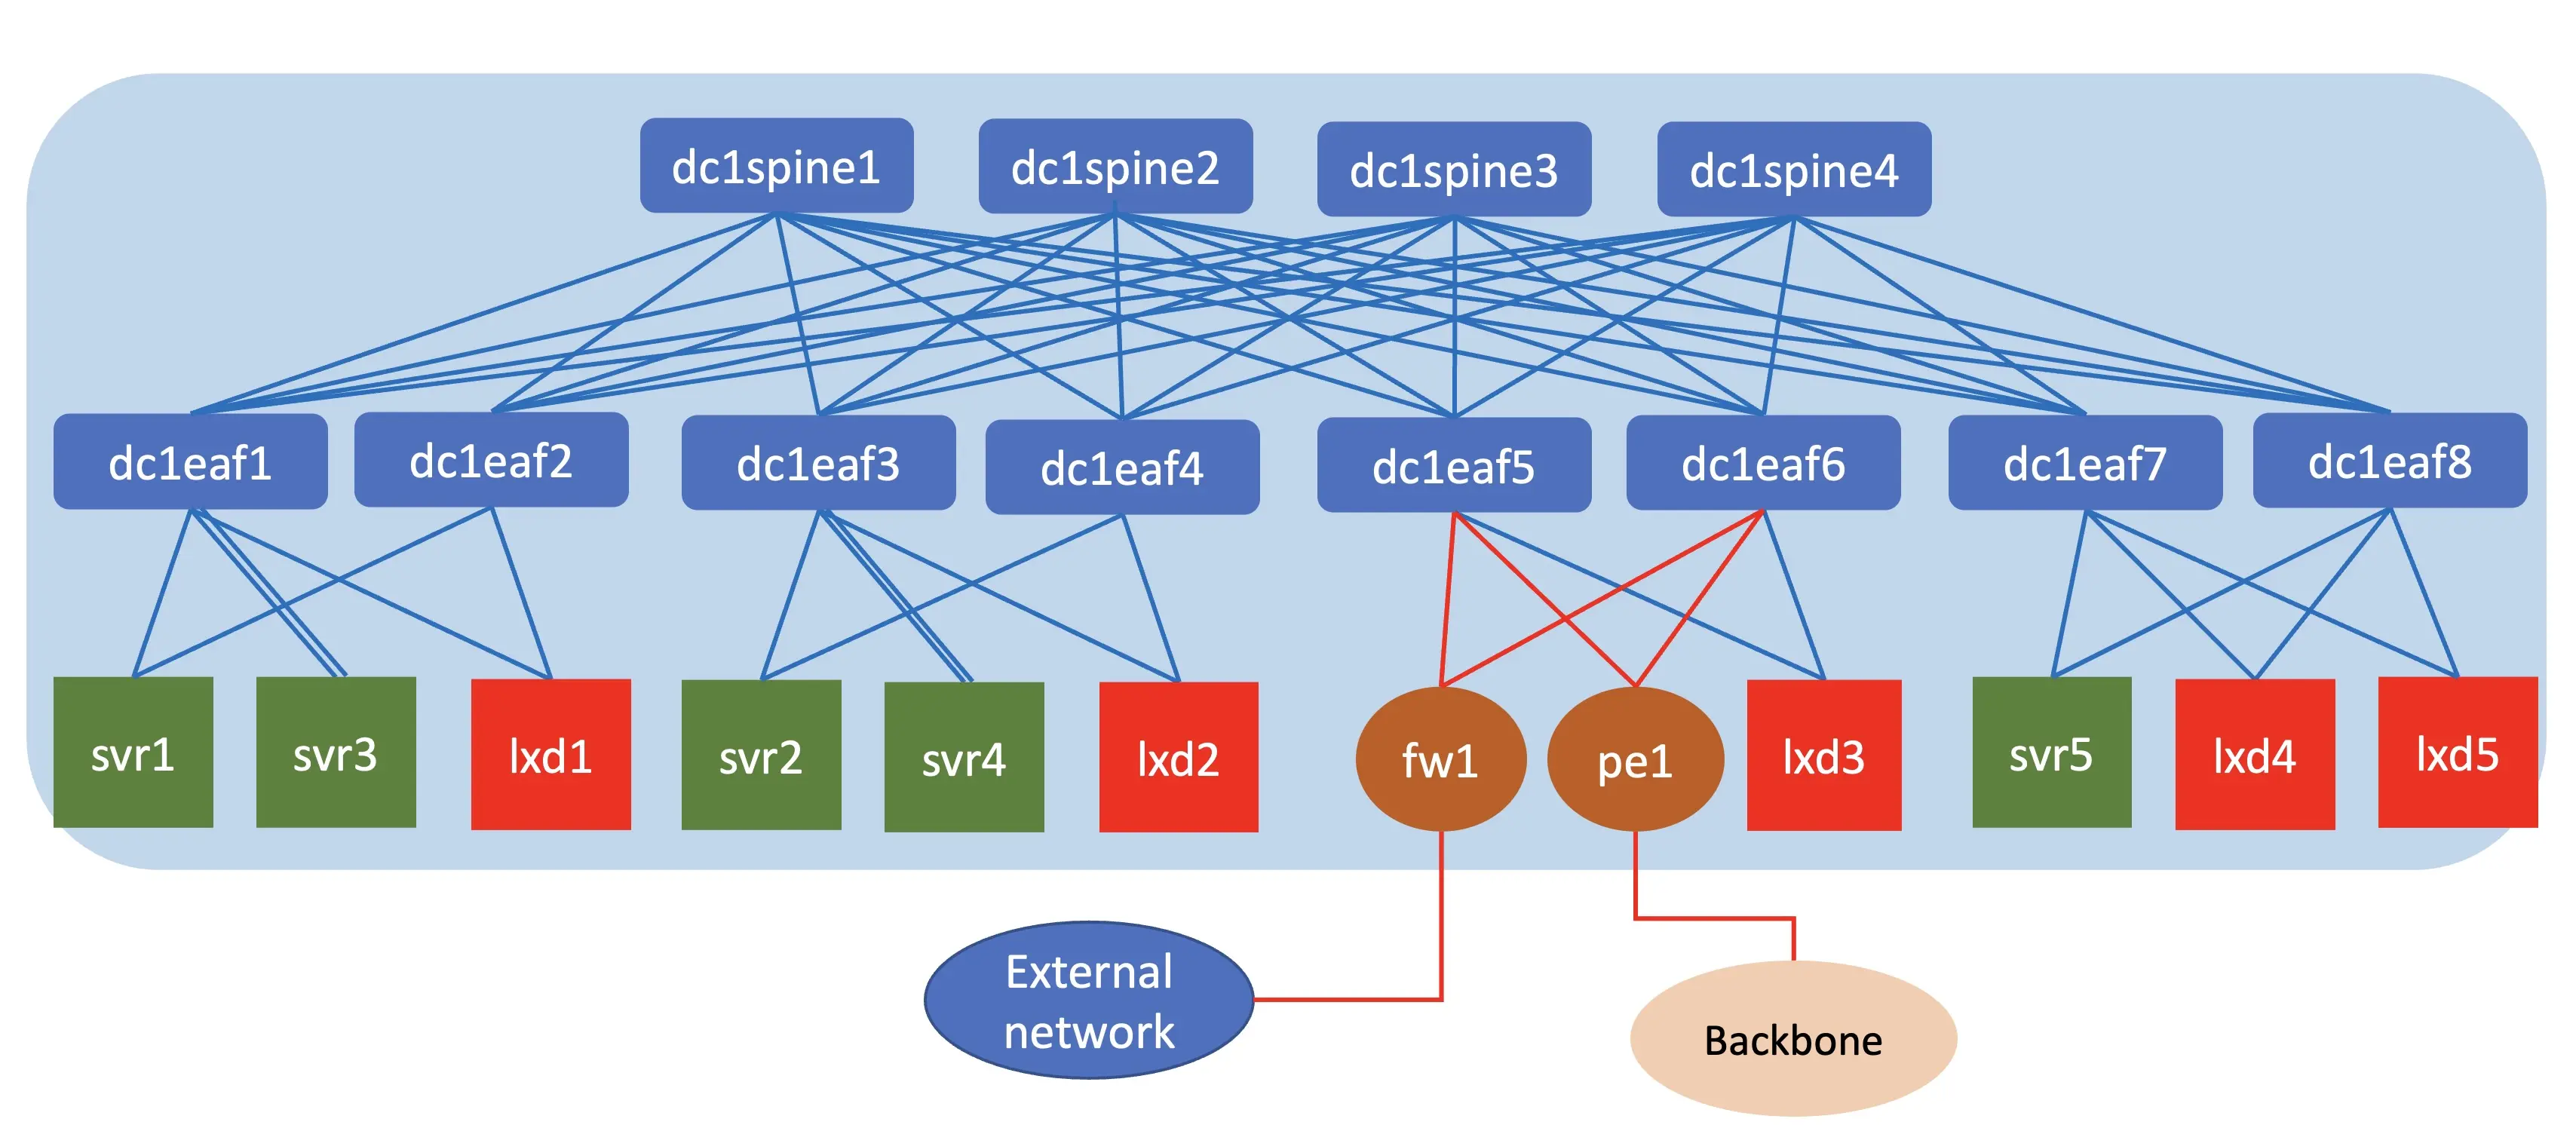 dc1spine1
dc1spine2
dc1spine3
dc1spine4
dc1eaf1
dc1eaf2
dc1eaf3
dc1eaf4
dc1eaf5
dc1eaf6
dc1eaf7
dc1eaf8
svr1
svr3
lxd1
svr2
svr4
lxd2
fw1
pe1
lxd3
svr5
lxd4
lxd5
External
network
Backbone